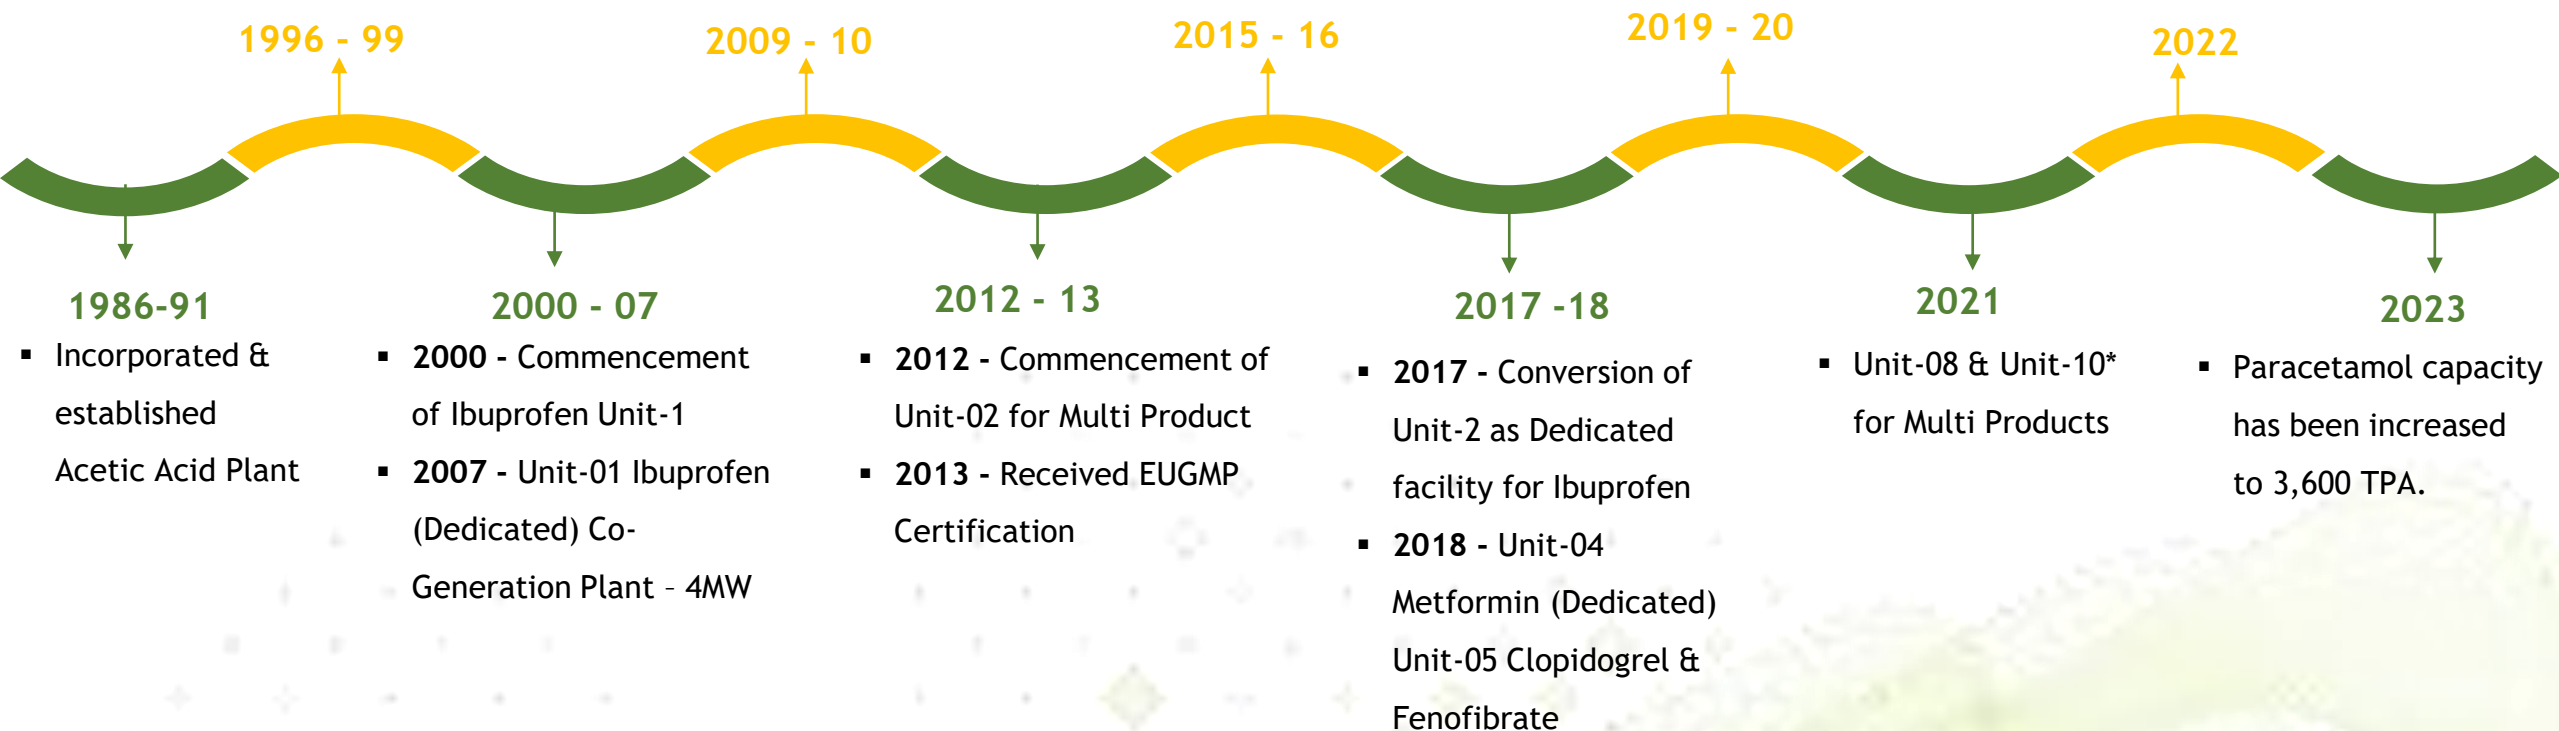 1996 - 99
2009 - 10
2015 - 16
2019 - 20
2022
1986-91
▪ Incorporated &
established
Acetic Acid Plant
2000 - 07
▪ 2000 - Commencement
of Ibuprofen Unit-1
▪ 2007 - Unit-01 Ibuprofen
(Dedicated) Co-
Generation Plant – 4MW
2012 - 13
▪ 2012 - Commencement of
Unit-02 for Multi Product
▪ 2013 - Received EUGMP
Certification
2017 -18
▪ 2017 - Conversion of
Unit-2 as Dedicated
facility for Ibuprofen
▪ 2018 - Unit-04
Metformin (Dedicated)
Unit-05 Clopidogrel &
Fenofibrate
2021
▪ Unit-08 & Unit-10*
for Multi Products
2023
▪ Paracetamol capacity
has been increased
to 3,600 TPA.